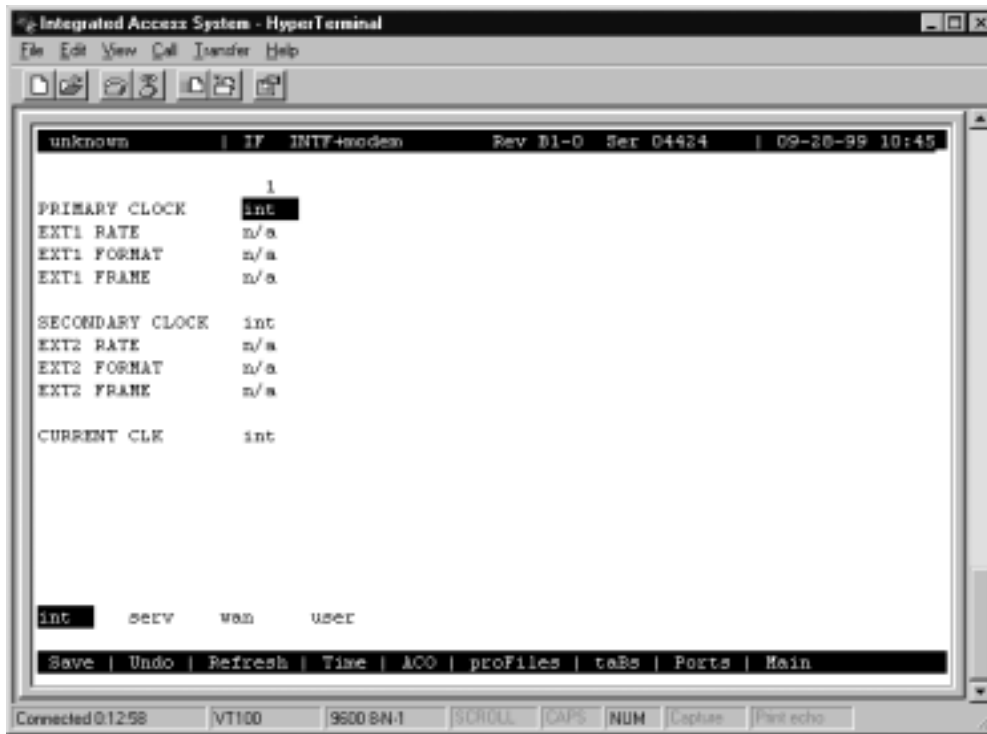 Integrated Access System - HyperTerminal
File Edit View Call Transfer Help
unknown | IF INTF+modem Rev B1-0 Ser 04424 | 09-28-99 10:45
1
PRIMARY CLOCK int
EXT1 RATE n/a
EXT1 FORMAT n/a
EXT1 FRAME n/a
SECONDARY CLOCK int
EXT2 RATE n/a
EXT2 FORMAT n/a
EXT2 FRAME n/a
CURRENT CLK int
int serv wan user
Save | Undo | Refresh | Time | ACO | proFiles | taBs | Ports | Main
Connected 0:12:58 VT100 9600 8-N-1 SCROLL CAPS NUM Capture Print echo